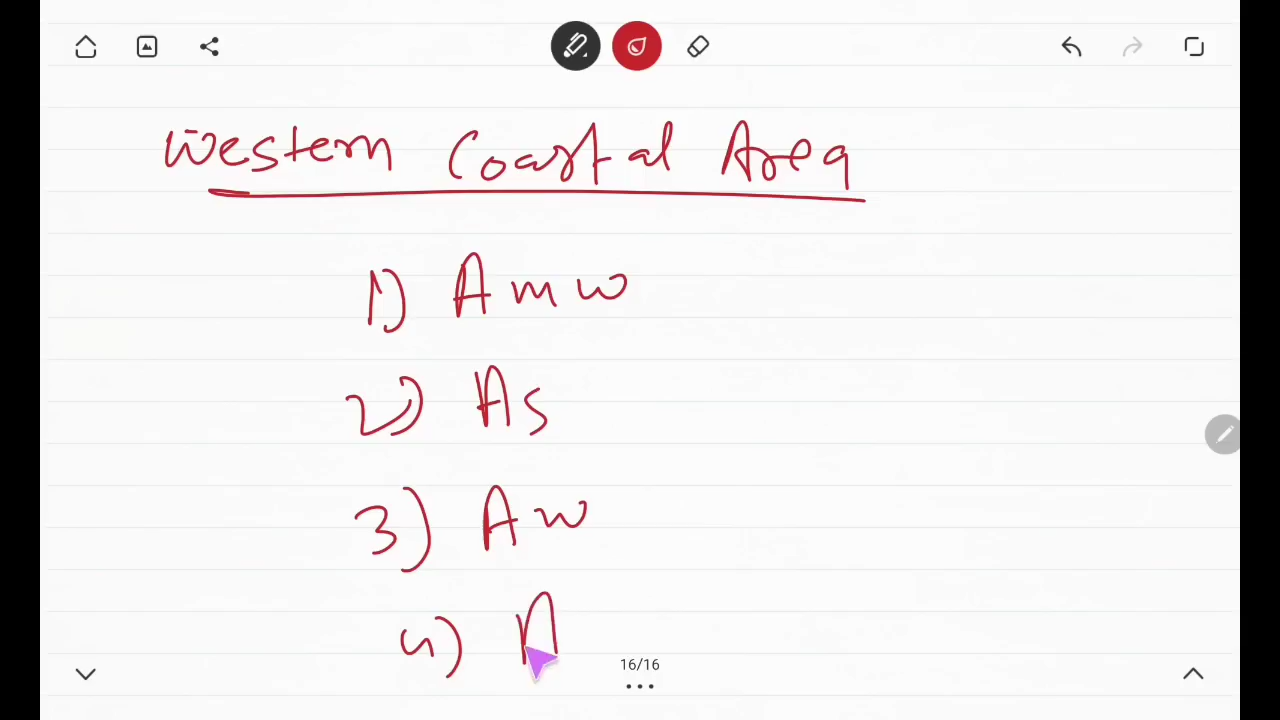 Western Coastal Area
1) Amw
2) As
3) Aw
4) A
16/16